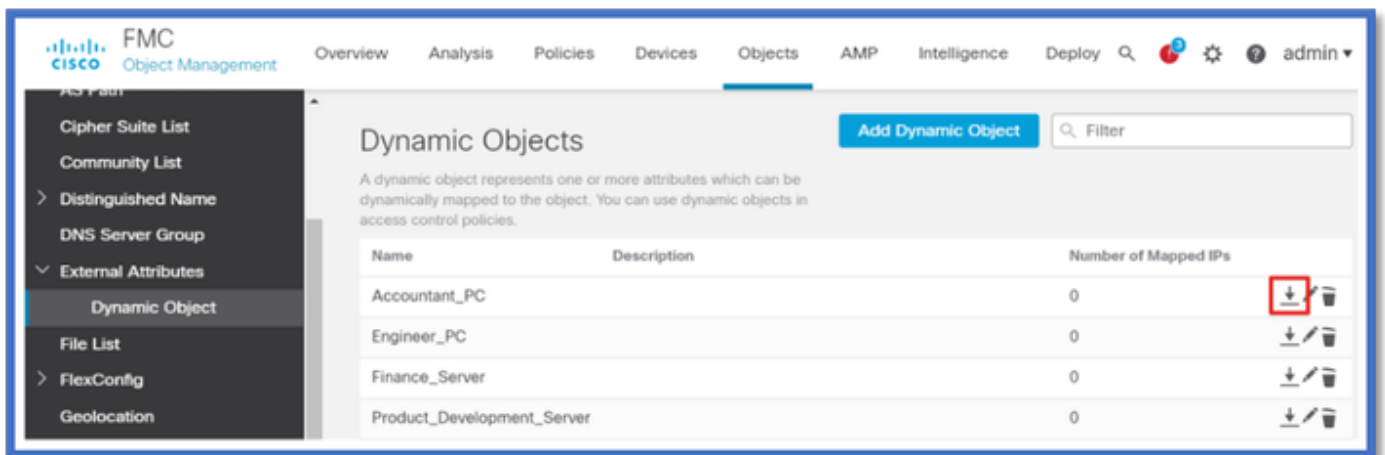 FMC
CISCO Object Management
Overview Analysis Policies Devices Objects AMP Intelligence Deploy 3 admin
AS Path
Cipher Suite List
Community List
Distinguished Name
DNS Server Group
External Attributes
Dynamic Object
File List
FlexConfig
Geolocation
Dynamic Objects
Add Dynamic Object
Filter
A dynamic object represents one or more attributes which can be
dynamically mapped to the object. You can use dynamic objects in
access control policies.
Name Description Number of Mapped IPs
Accountant_PC 0
Engineer_PC 0
Finance_Server 0
Product_Development_Server 0